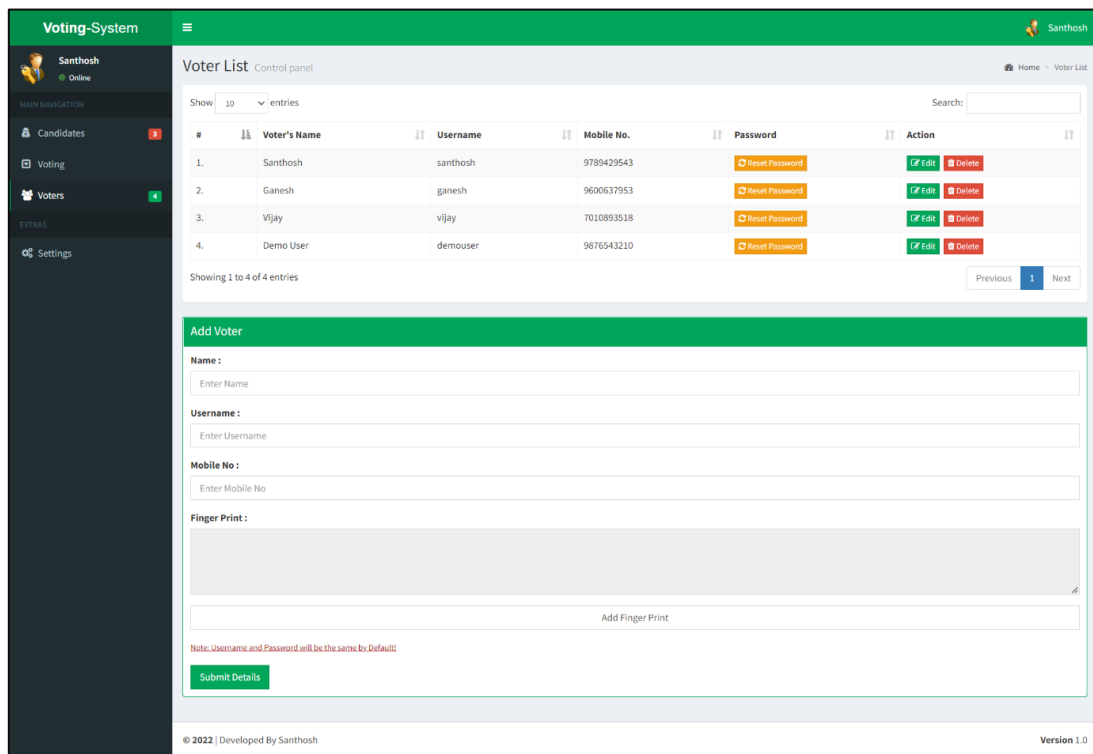 Voting-System
Santhosh
Santhosh
Online
MAIN NAVIGATION
Candidates 3
Voting
Voters 4
EXTRAS
Settings
Voter List Control panel
Home > Voter List
Show 10 entries
Search:
# Voter's Name Username Mobile No. Password Action
1. Santhosh santhosh 9789429543 Reset Password Edit Delete
2. Ganesh ganesh 9600637953 Reset Password Edit Delete
3. Vijay vijay 7010893518 Reset Password Edit Delete
4. Demo User demouser 9876543210 Reset Password Edit Delete
Showing 1 to 4 of 4 entries
Previous 1 Next
Add Voter
Name :
Enter Name
Username :
Enter Username
Mobile No :
Enter Mobile No
Finger Print :
Add Finger Print
Note: Username and Password will be the same by Default!
Submit Details
© 2022 | Developed By Santhosh
Version 1.0